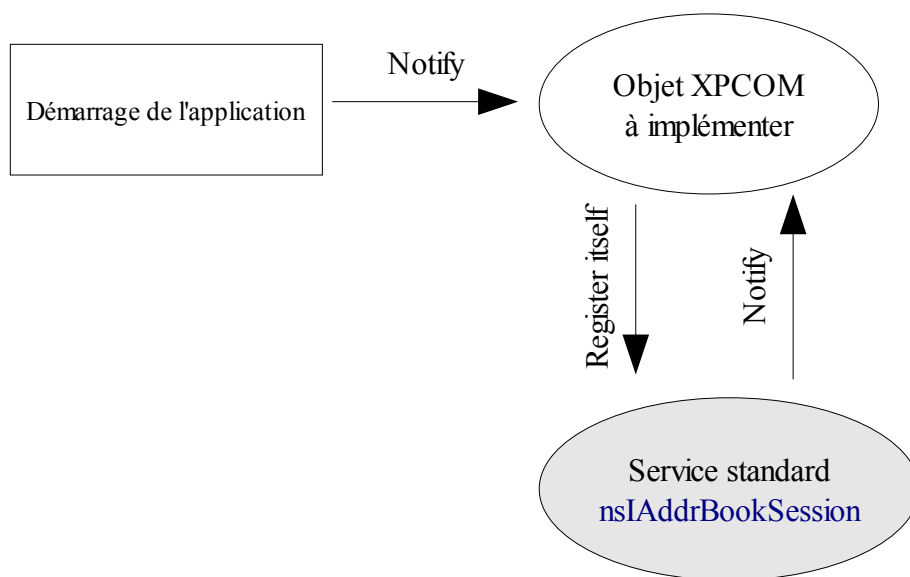 Notify
Démarrage de l'application
Objet XPCOM
à implémenter
Register itself
Notify
Service standard
nsIAddrBookSession